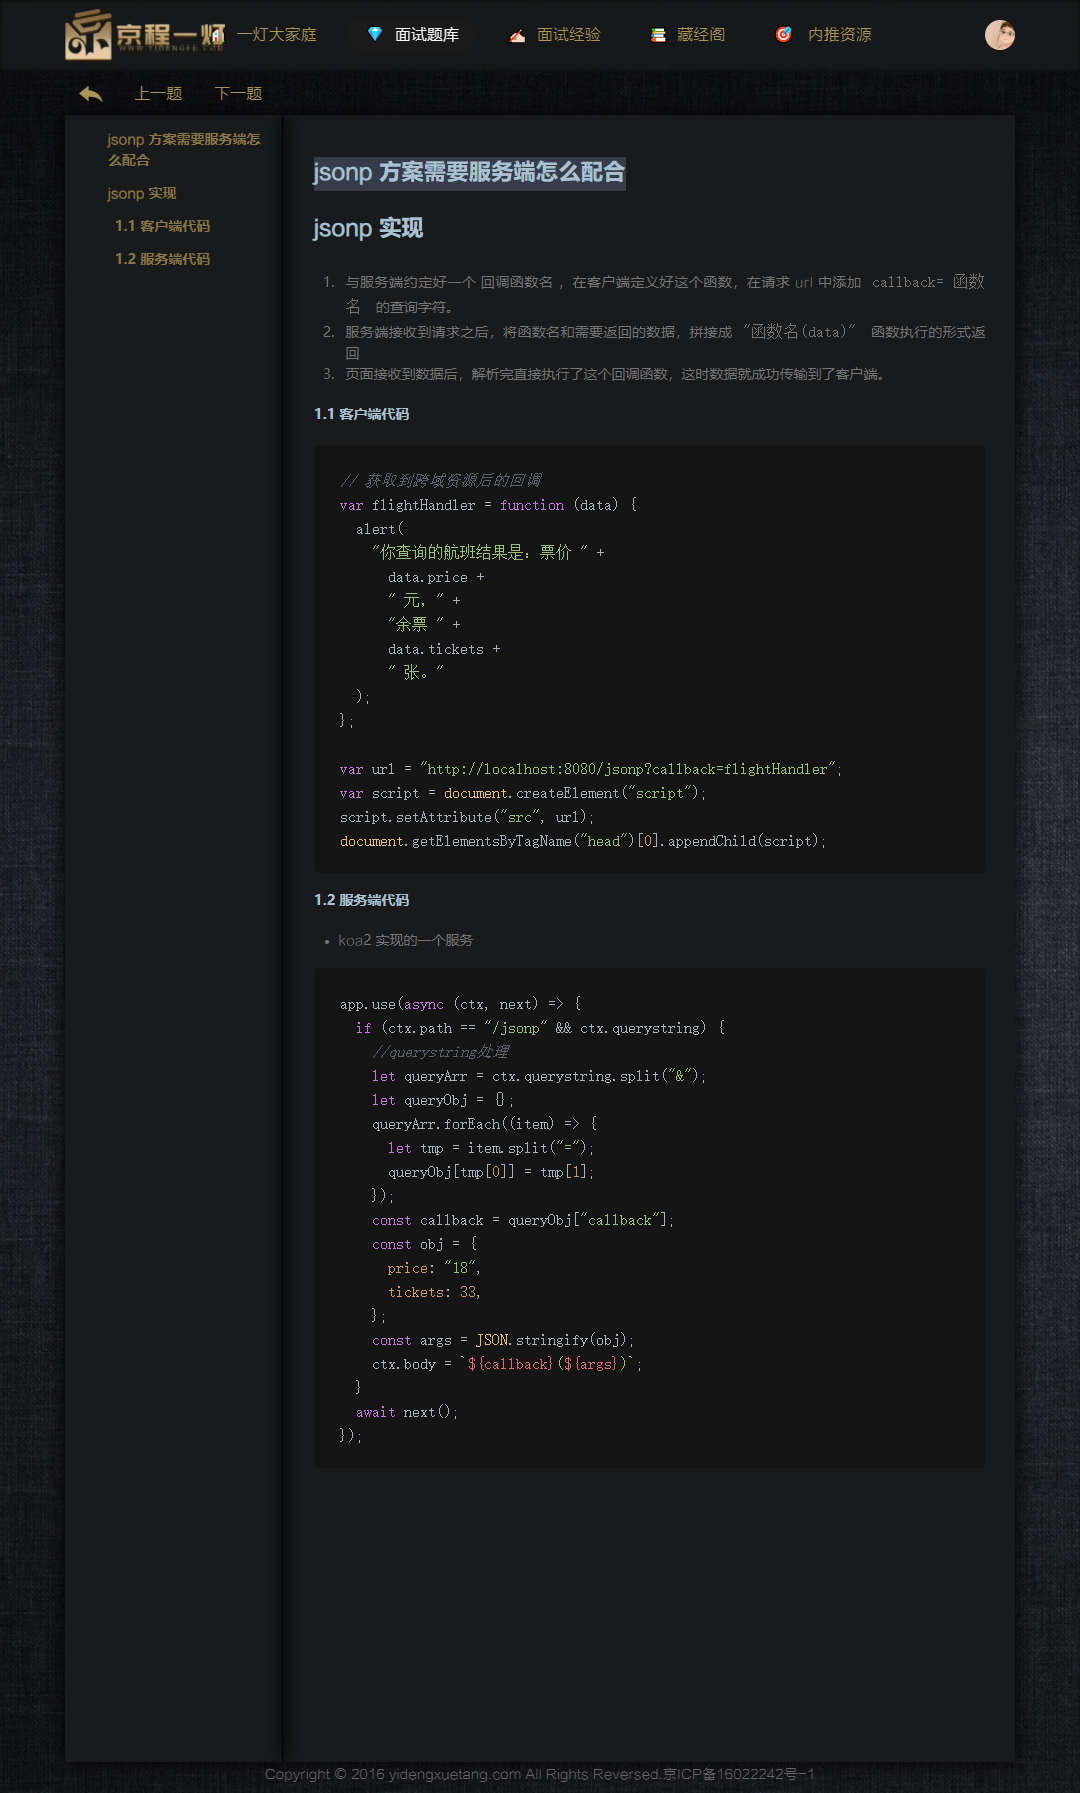 京程一灯
WWW.YIDENGFE.COM
一灯大家庭
面试题库
面试经验
藏经阁
内推资源
上一题
下一题
jsonp 方案需要服务端怎
么配合
jsonp 实现
1.1 客户端代码
1.2 服务端代码
jsonp 方案需要服务端怎么配合
jsonp 实现
1. 与服务端约定好一个 回调函数名 ，在客户端定义好这个函数，在请求 url 中添加 callback= 函数
名 的查询字符。
2. 服务端接收到请求之后，将函数名和需要返回的数据，拼接成 "函数名(data)" 函数执行的形式返
回
3. 页面接收到数据后，解析完直接执行了这个回调函数，这时数据就成功传输到了客户端。
1.1 客户端代码
// 获取到跨域资源后的回调
var flightHandler = function (data) {
  alert(
    "你查询的航班结果是：票价 " +
      data.price +
      " 元，" +
      "余票 " +
      data.tickets +
      " 张。"
  );
};
var url = "http://localhost:8080/jsonp?callback=flightHandler";
var script = document.createElement("script");
script.setAttribute("src", url);
document.getElementsByTagName("head")[0].appendChild(script);
1.2 服务端代码
• koa2 实现的一个服务
app.use(async (ctx, next) => {
  if (ctx.path == "/jsonp" && ctx.querystring) {
    //querystring处理
    let queryArr = ctx.querystring.split("&");
    let queryObj = {};
    queryArr.forEach((item) => {
      let tmp = item.split("=");
      queryObj[tmp[0]] = tmp[1];
    });
    const callback = queryObj["callback"];
    const obj = {
      price: "18",
      tickets: 33,
    };
    const args = JSON.stringify(obj);
    ctx.body = `${callback}(${args})`;
  }
  await next();
});
Copyright © 2016 yidengxuetang.com All Rights Reversed.京ICP备16022242号-1